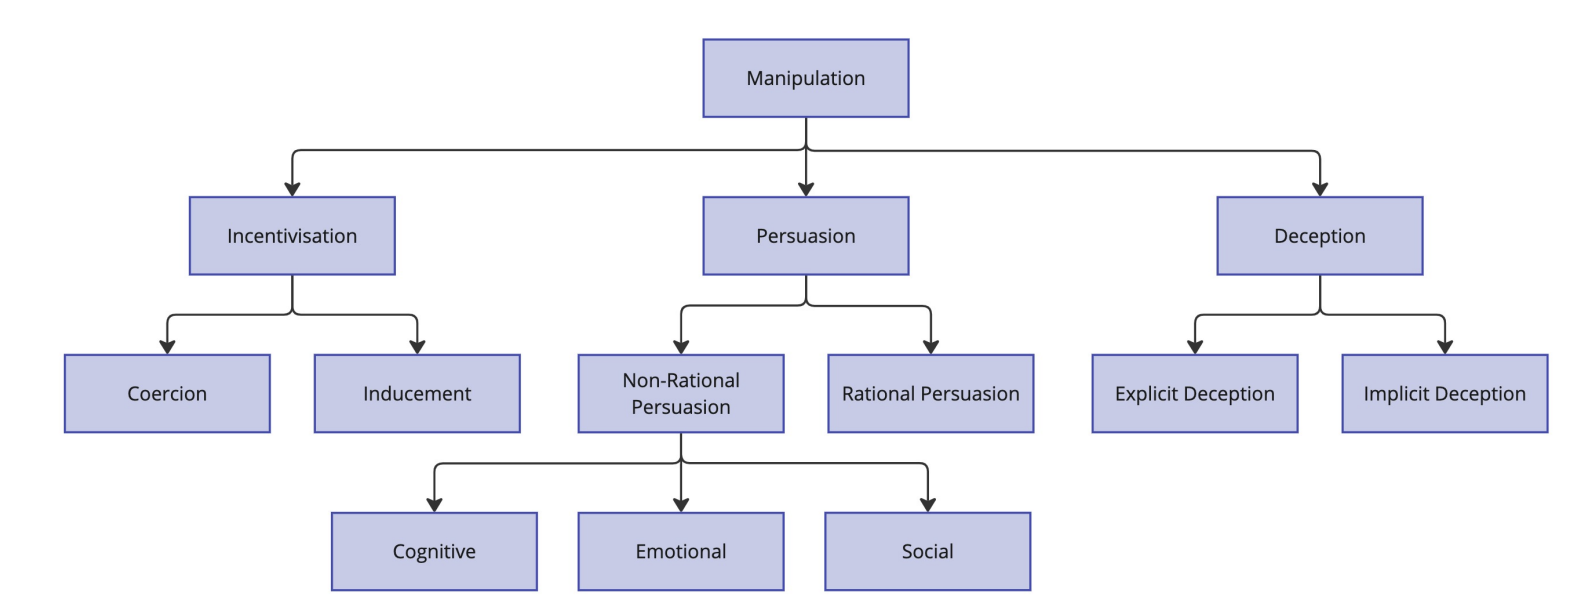 Manipulation
Incentivisation
Persuasion
Deception
Coercion
Inducement
Non-Rational
Persuasion
Rational Persuasion
Explicit Deception
Implicit Deception
Cognitive
Emotional
Social